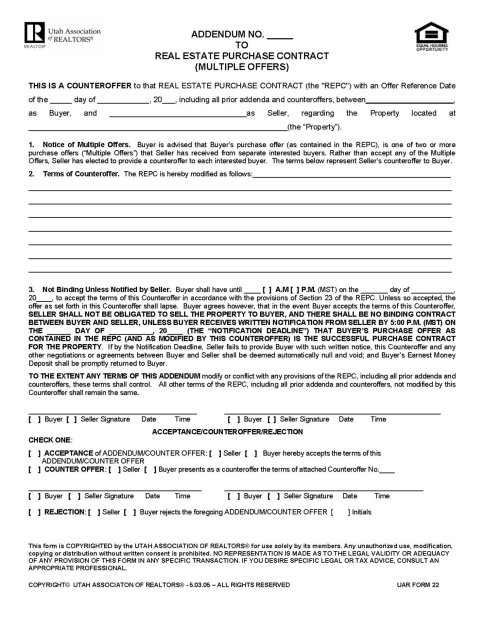 Utah Association
of REALTORS®
REALTOR®
ADDENDUM NO. _____
TO
REAL ESTATE PURCHASE CONTRACT
(MULTIPLE OFFERS)
EQUAL HOUSING
OPPORTUNITY
THIS IS A COUNTEROFFER to that REAL ESTATE PURCHASE CONTRACT (the "REPC") with an Offer Reference Date
of the _____ day of ____________, 20___, including all prior addenda and counteroffers, between____________________,
as Buyer, and ______________________________as Seller, regarding the Property located at
____________________________________________________________(the "Property").
1. Notice of Multiple Offers. Buyer is advised that Buyer's purchase offer (as contained in the REPC), is one of two or more
purchase offers ("Multiple Offers") that Seller has received from separate interested buyers. Rather than accept any of the Multiple
Offers, Seller has elected to provide a counteroffer to each interested buyer. The terms below represent Seller's counteroffer to Buyer.
2. Terms of Counteroffer. The REPC is hereby modified as follows:______________________________
3. Not Binding Unless Notified by Seller. Buyer shall have until ____ [ ] A.M [ ] P.M. (MST) on the _______ day of __________,
20____, to accept the terms of this Counteroffer in accordance with the provisions of Section 23 of the REPC. Unless so accepted, the
offer as set forth in this Counteroffer shall lapse. Buyer agrees however, that in the event Buyer accepts the terms of this Counteroffer,
SELLER SHALL NOT BE OBLIGATED TO SELL THE PROPERTY TO BUYER, AND THERE SHALL BE NO BINDING CONTRACT
BETWEEN BUYER AND SELLER, UNLESS BUYER RECEIVES WRITTEN NOTIFICATION FROM SELLER BY 5:00 P.M. (MST) ON
THE ______ DAY OF __________, 20____ (THE "NOTIFICATION DEADLINE") THAT BUYER'S PURCHASE OFFER AS
CONTAINED IN THE REPC (AND AS MODIFIED BY THIS COUNTEROFFER) IS THE SUCCESSFUL PURCHASE CONTRACT
FOR THE PROPERTY. If by the Notification Deadline, Seller fails to provide Buyer with such written notice, this Counteroffer and any
other negotiations or agreements between Buyer and Seller shall be deemed automatically null and void; and Buyer's Earnest Money
Deposit shall be promptly returned to Buyer.
TO THE EXTENT ANY TERMS OF THIS ADDENDUM modify or conflict with any provisions of the REPC, including all prior addenda and
counteroffers, these terms shall control. All other terms of the REPC, including all prior addenda and counteroffers, not modified by this
Counteroffer shall remain the same.
[ ] Buyer [ ] Seller Signature Date Time [ ] Buyer [ ] Seller Signature Date Time
ACCEPTANCE/COUNTEROFFER/REJECTION
CHECK ONE:
[ ] ACCEPTANCE of ADDENDUM/COUNTER OFFER: [ ] Seller [ ] Buyer hereby accepts the terms of this
ADDENDUM/COUNTER OFFER
[ ] COUNTER OFFER: [ ] Seller [ ] Buyer presents as a counteroffer the terms of attached Counteroffer No.____
[ ] Buyer [ ] Seller Signature Date Time [ ] Buyer [ ] Seller Signature Date Time
[ ] REJECTION: [ ] Seller [ ] Buyer rejects the foregoing ADDENDUM/COUNTER OFFER [ ] Initials
This form is COPYRIGHTED by the UTAH ASSOCIATION OF REALTORS® for use solely by its members. Any unauthorized use, modification,
copying or distribution without written consent is prohibited. NO REPRESENTATION IS MADE AS TO THE LEGAL VALIDITY OR ADEQUACY
OF ANY PROVISION OF THIS FORM IN ANY SPECIFIC TRANSACTION. IF YOU DESIRE SPECIFIC LEGAL OR TAX ADVICE, CONSULT AN
APPROPRIATE PROFESSIONAL.
COPYRIGHT© UTAH ASSOCIATON OF REALTORS® - 5.03.05 – ALL RIGHTS RESERVED UAR FORM 22